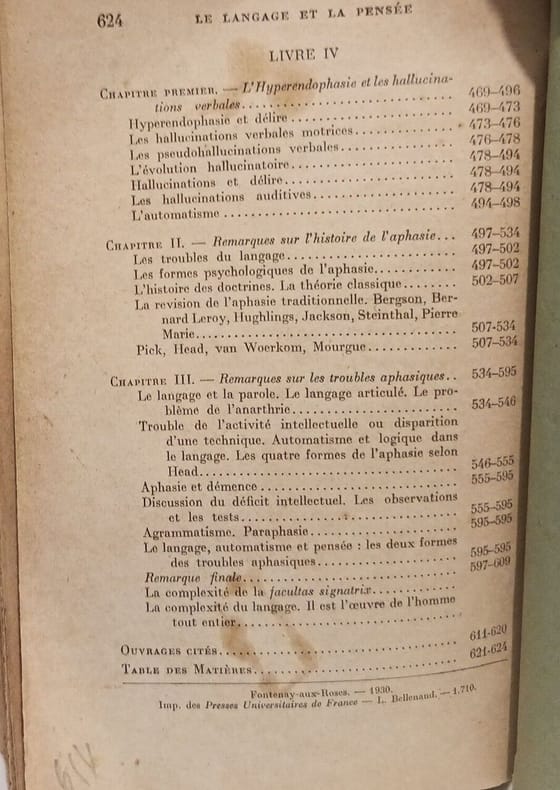 624 LE LANGAGE ET LA PENSÉE
LIVRE IV
CHAPITRE PREMIER. — L'Hyperendophasie et les hallucina-
tions verbales........................ 469-496
Hyperendophasie et délire.................... 469-473
Les hallucinations verbales motrices............. 473-476
Les pseudohallucinations verbales.............. 476-478
L'évolution hallucinatoire.................... 478-494
Hallucinations et délire..................... 478-494
Les hallucinations auditives.................. 478-494
L'automatisme .......................... 494-498
CHAPITRE II. — Remarques sur l'histoire de l'aphasie... 497-534
Les troubles du langage..................... 497-502
Les formes psychologiques de l'aphasie........... 497-502
L'histoire des doctrines. La théorie classique........ 502-507
La revision de l'aphasie traditionnelle. Bergson, Ber-
nard Leroy, Hughlings, Jackson, Steinthal, Pierre
Marie.............................. 507-534
Pick, Head, van Woerkom, Mourgue............ 507-534
CHAPITRE III. — Remarques sur les troubles aphasiques.. 534-595
Le langage et la parole. Le langage articulé. Le pro-
blème de l'anarthrie..................... 534-546
Trouble de l'activité intellectuelle ou disparition
d'une technique. Automatisme et logique dans
le langage. Les quatre formes de l'aphasie selon
Head.............................. 546-555
Aphasie et démence........................ 555-595
Discussion du déficit intellectuel. Les observations
et les tests........................... 555-595
Agrammatisme. Paraphasie.................. 595-595
Le langage, automatisme et pensée : les deux formes
des troubles aphasiques.................. 595-595
Remarque finale.......................... 597-609
La complexité de la facultas signatrix............
La complexité du langage. Il est l'œuvre de l'homme
tout entier...........................
OUVRAGES CITÉS............................ 611-620
TABLE DES MATIÈRES........................ 621-624
Fontenay-aux-Roses. — 1930.
Imp. des Presses Universitaires de France — L. Bellenand. — 1.710.